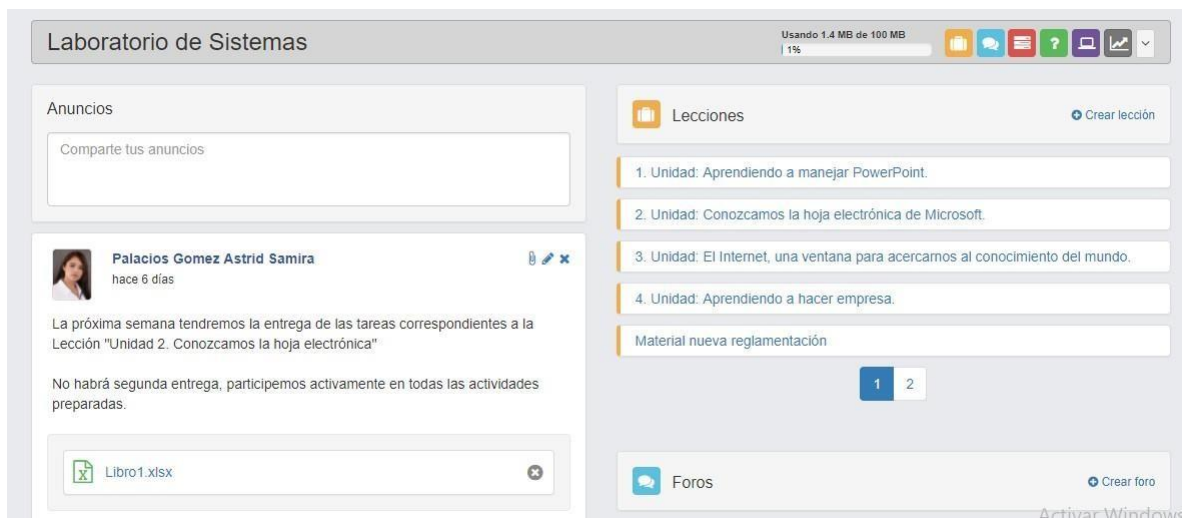 Laboratorio de Sistemas
Usando 1.4 MB de 100 MB
1%
Anuncios
Comparte tus anuncios
Palacios Gomez Astrid Samira
hace 6 días
La próxima semana tendremos la entrega de las tareas correspondientes a la
Lección "Unidad 2. Conozcamos la hoja electrónica"
No habrá segunda entrega, participemos activamente en todas las actividades
preparadas.
Libro1.xlsx
Lecciones
Crear lección
1. Unidad: Aprendiendo a manejar PowerPoint.
2. Unidad: Conozcamos la hoja electrónica de Microsoft.
3. Unidad: El Internet, una ventana para acercarnos al conocimiento del mundo.
4. Unidad: Aprendiendo a hacer empresa.
Material nueva reglamentación
1 2
Foros
Crear foro
Activar Windows